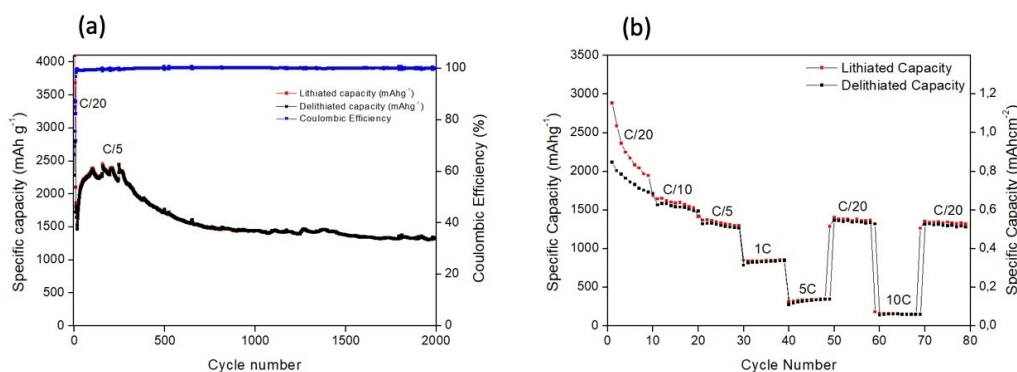 (a)
4000
3500
3000
2500
2000
1500
1000
500
0
Specific capacity (mAh g⁻¹)
C/20
C/5
Lithiated capacity (mAhg⁻¹)
Delithiated capacity (mAhg⁻¹)
Coulombic Efficiency
100
80
60
40
20
0
Coulombic Efficiency (%)
0 500 1000 1500 2000
Cycle number
(b)
3500
3000
2500
2000
1500
1000
500
0
Specific Capacity (mAhg⁻¹)
Lithiated Capacity
Delithiated Capacity
C/20
C/10
C/5
1C
5C
C/20
10C
C/20
1,2
1,0
0,8
0,6
0,4
0,2
0,0
Specific Capacity (mAhcm⁻²)
0 10 20 30 40 50 60 70 80
Cycle Number